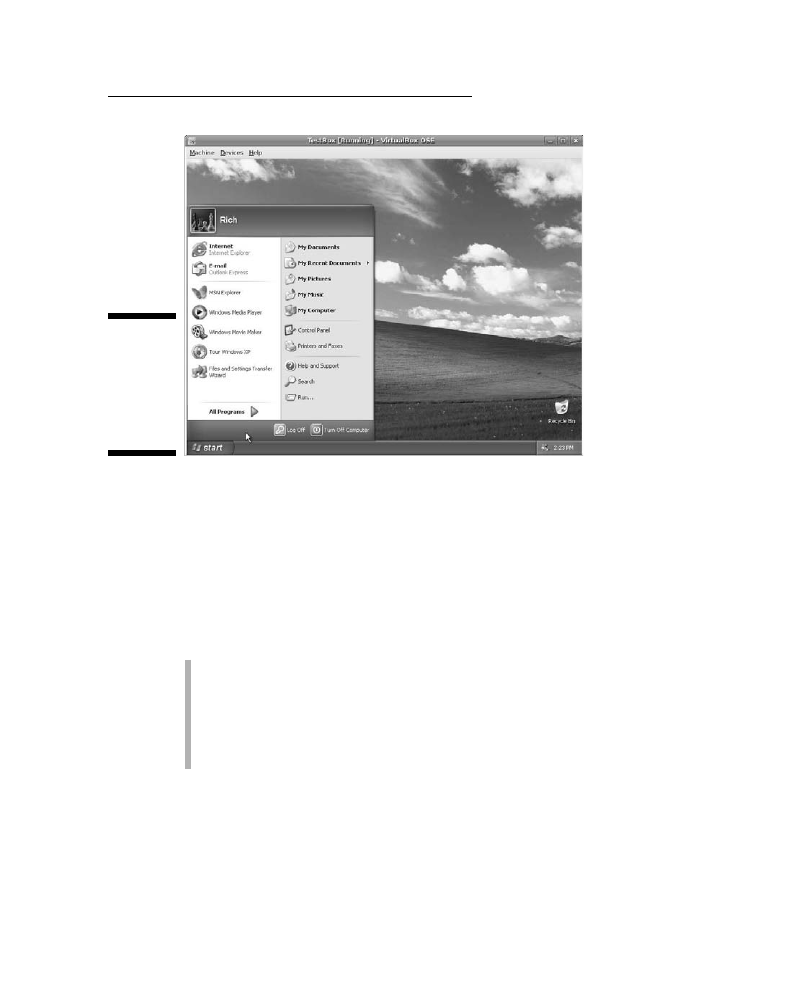 TestBox [Running] - VirtualBox OSE
Machine Devices Help
Rich
Internet
Internet Explorer
E-mail
Outlook Express
MSN Explorer
Windows Media Player
Windows Movie Maker
Tour Windows XP
Files and Settings Transfer
Wizard
All Programs
My Documents
My Recent Documents
My Pictures
My Music
My Computer
Control Panel
Printers and Faxes
Help and Support
Search
Run...
Log Off Turn Off Computer
Recycle Bin
start
2:23 PM